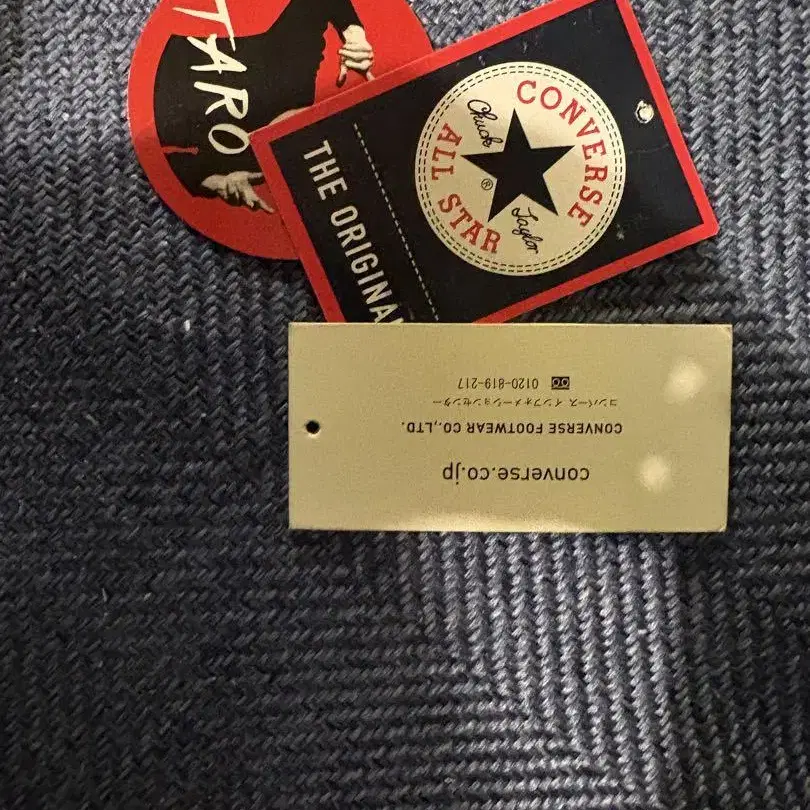 TARO
CONVERSE
Chuck Taylor
®
ALL STAR
THE ORIGINA
converse.co.jp
CONVERSE FOOTWEAR CO.,LTD.
コンバース インフォメーションセンター
0120-819-217